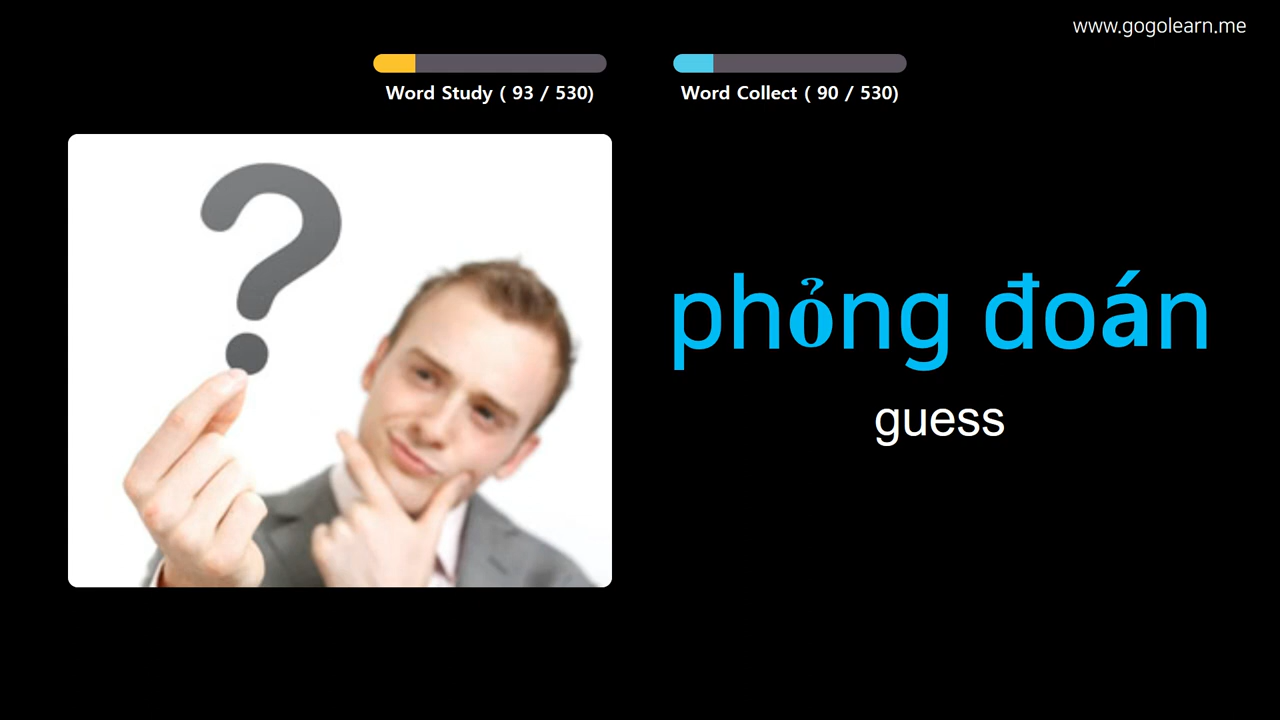 www.gogolearn.me
Word Study ( 93 / 530)
Word Collect ( 90 / 530)
phỏng đoán
guess